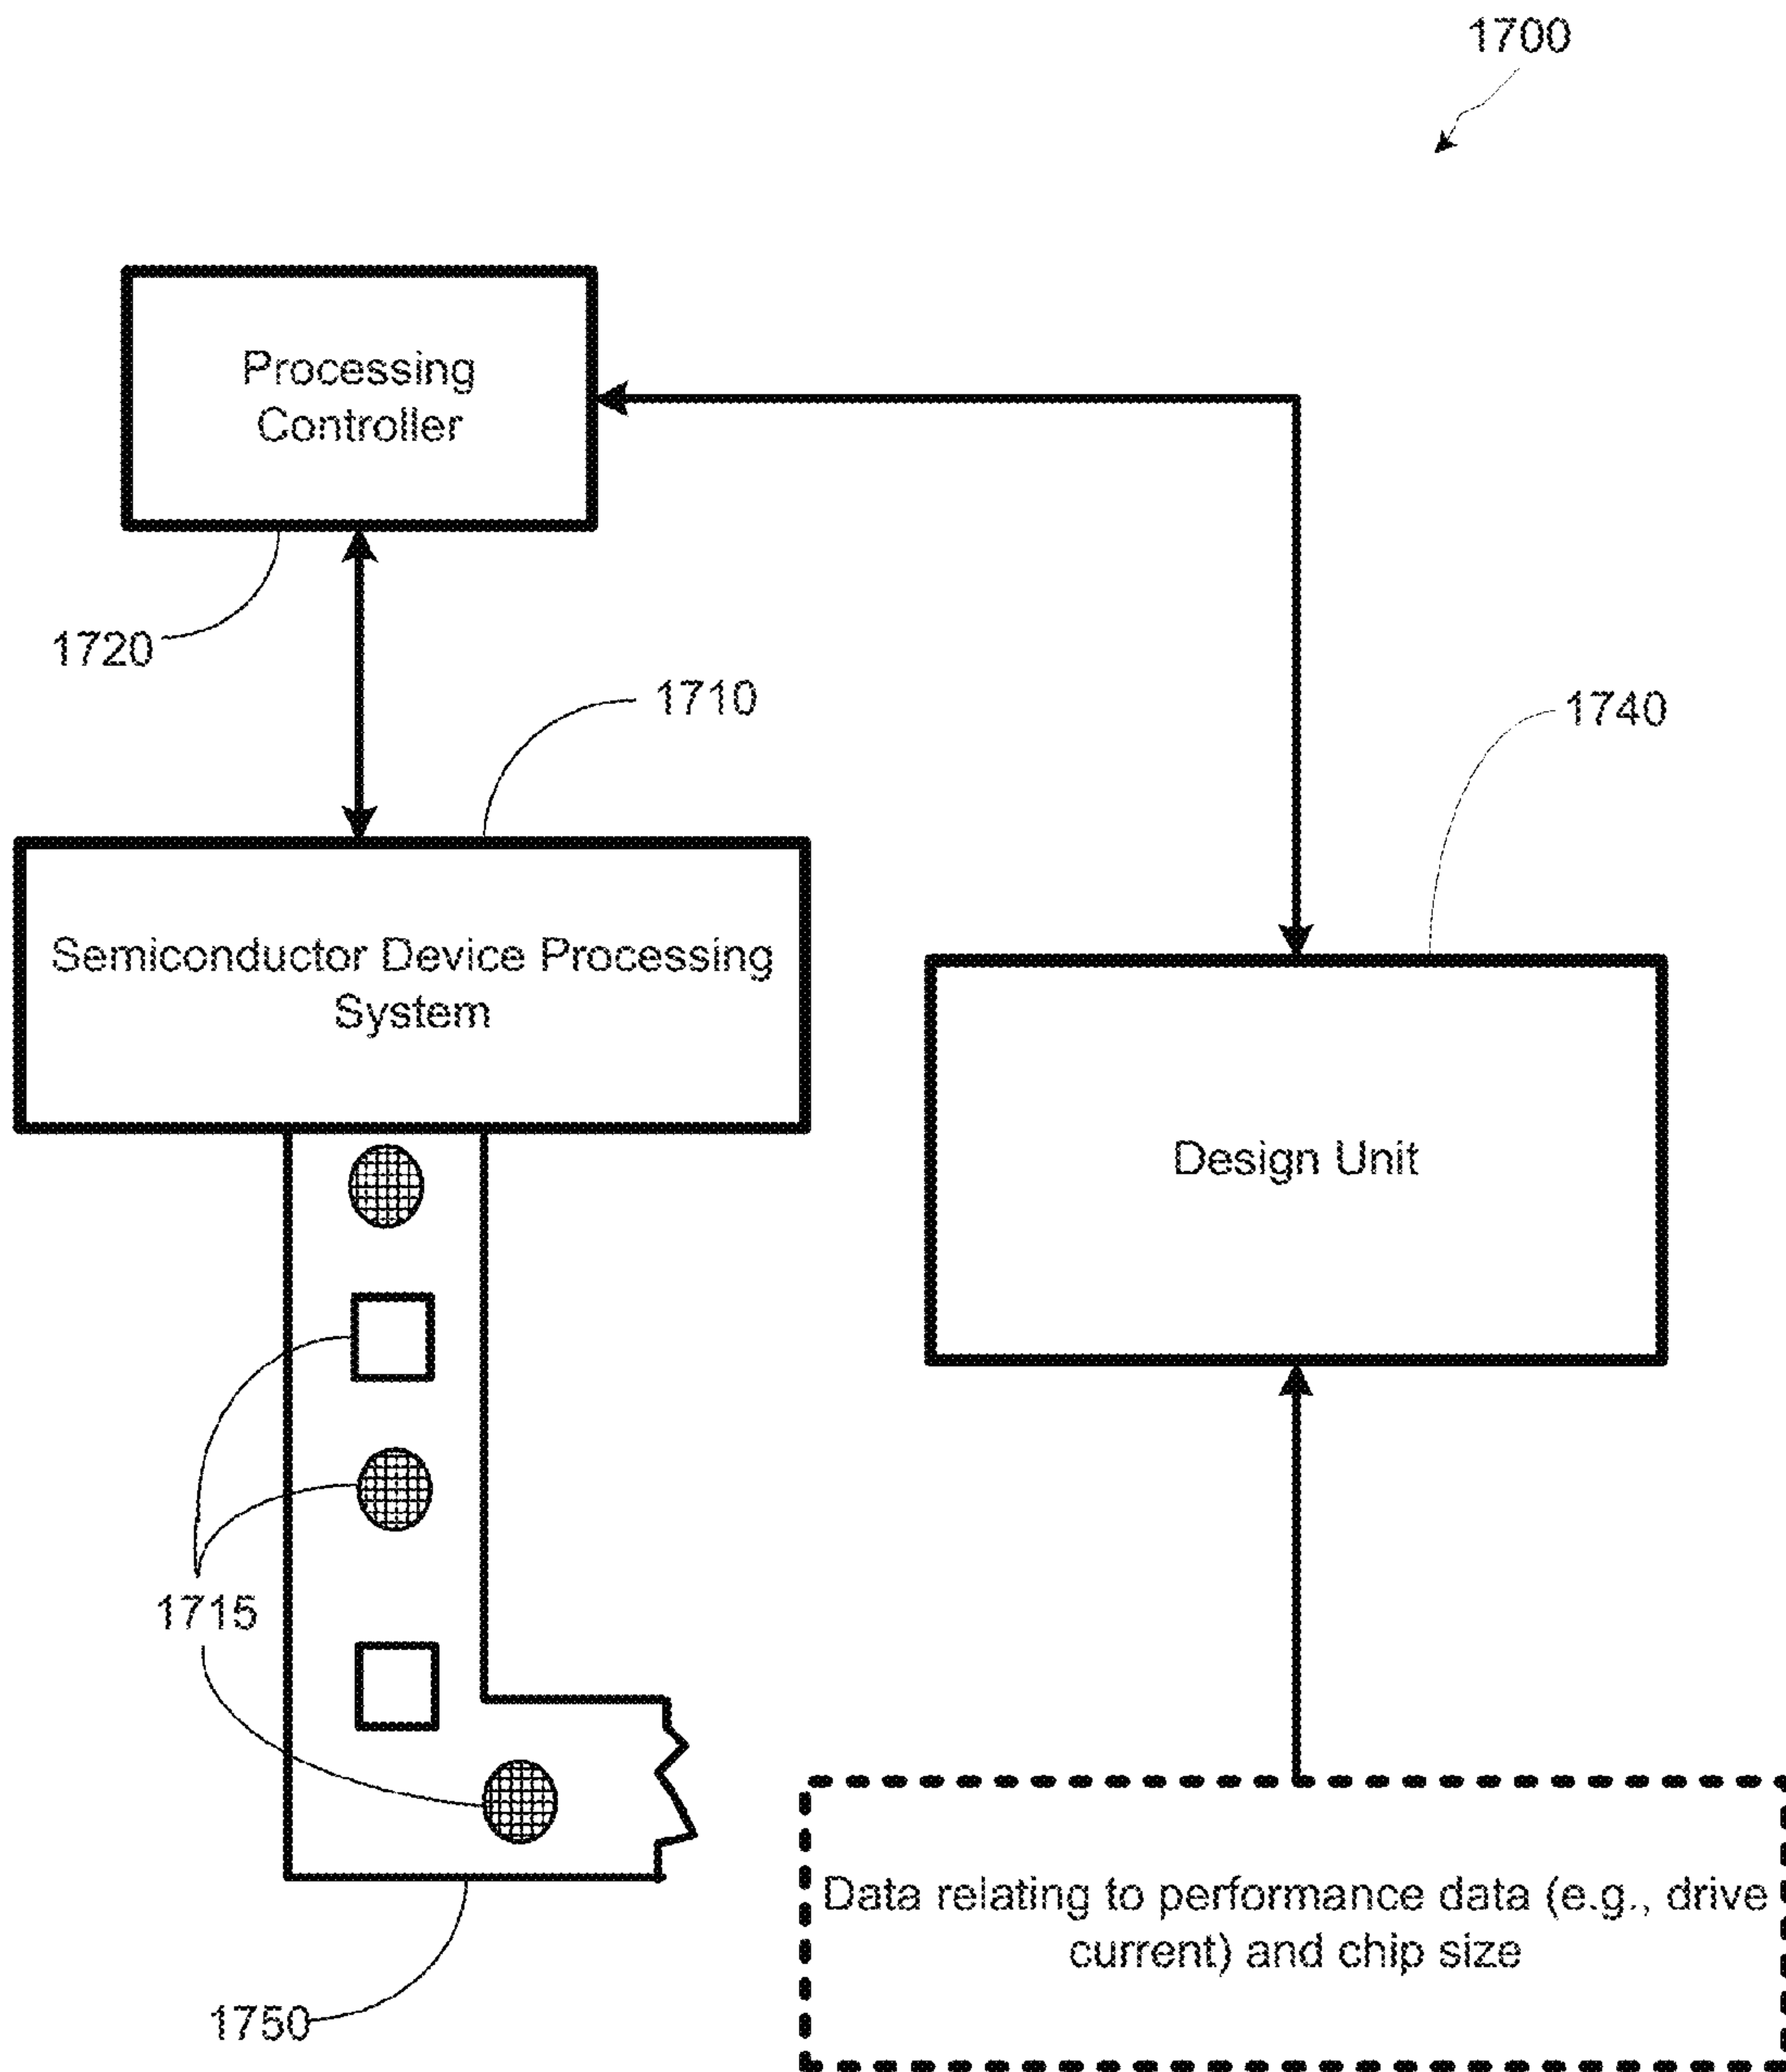 1700
Processing
Controller
1720
1710
1740
Semiconductor Device Processing
System
Design Unit
1715
Data relating to performance data (e.g., drive
current) and chip size
1750